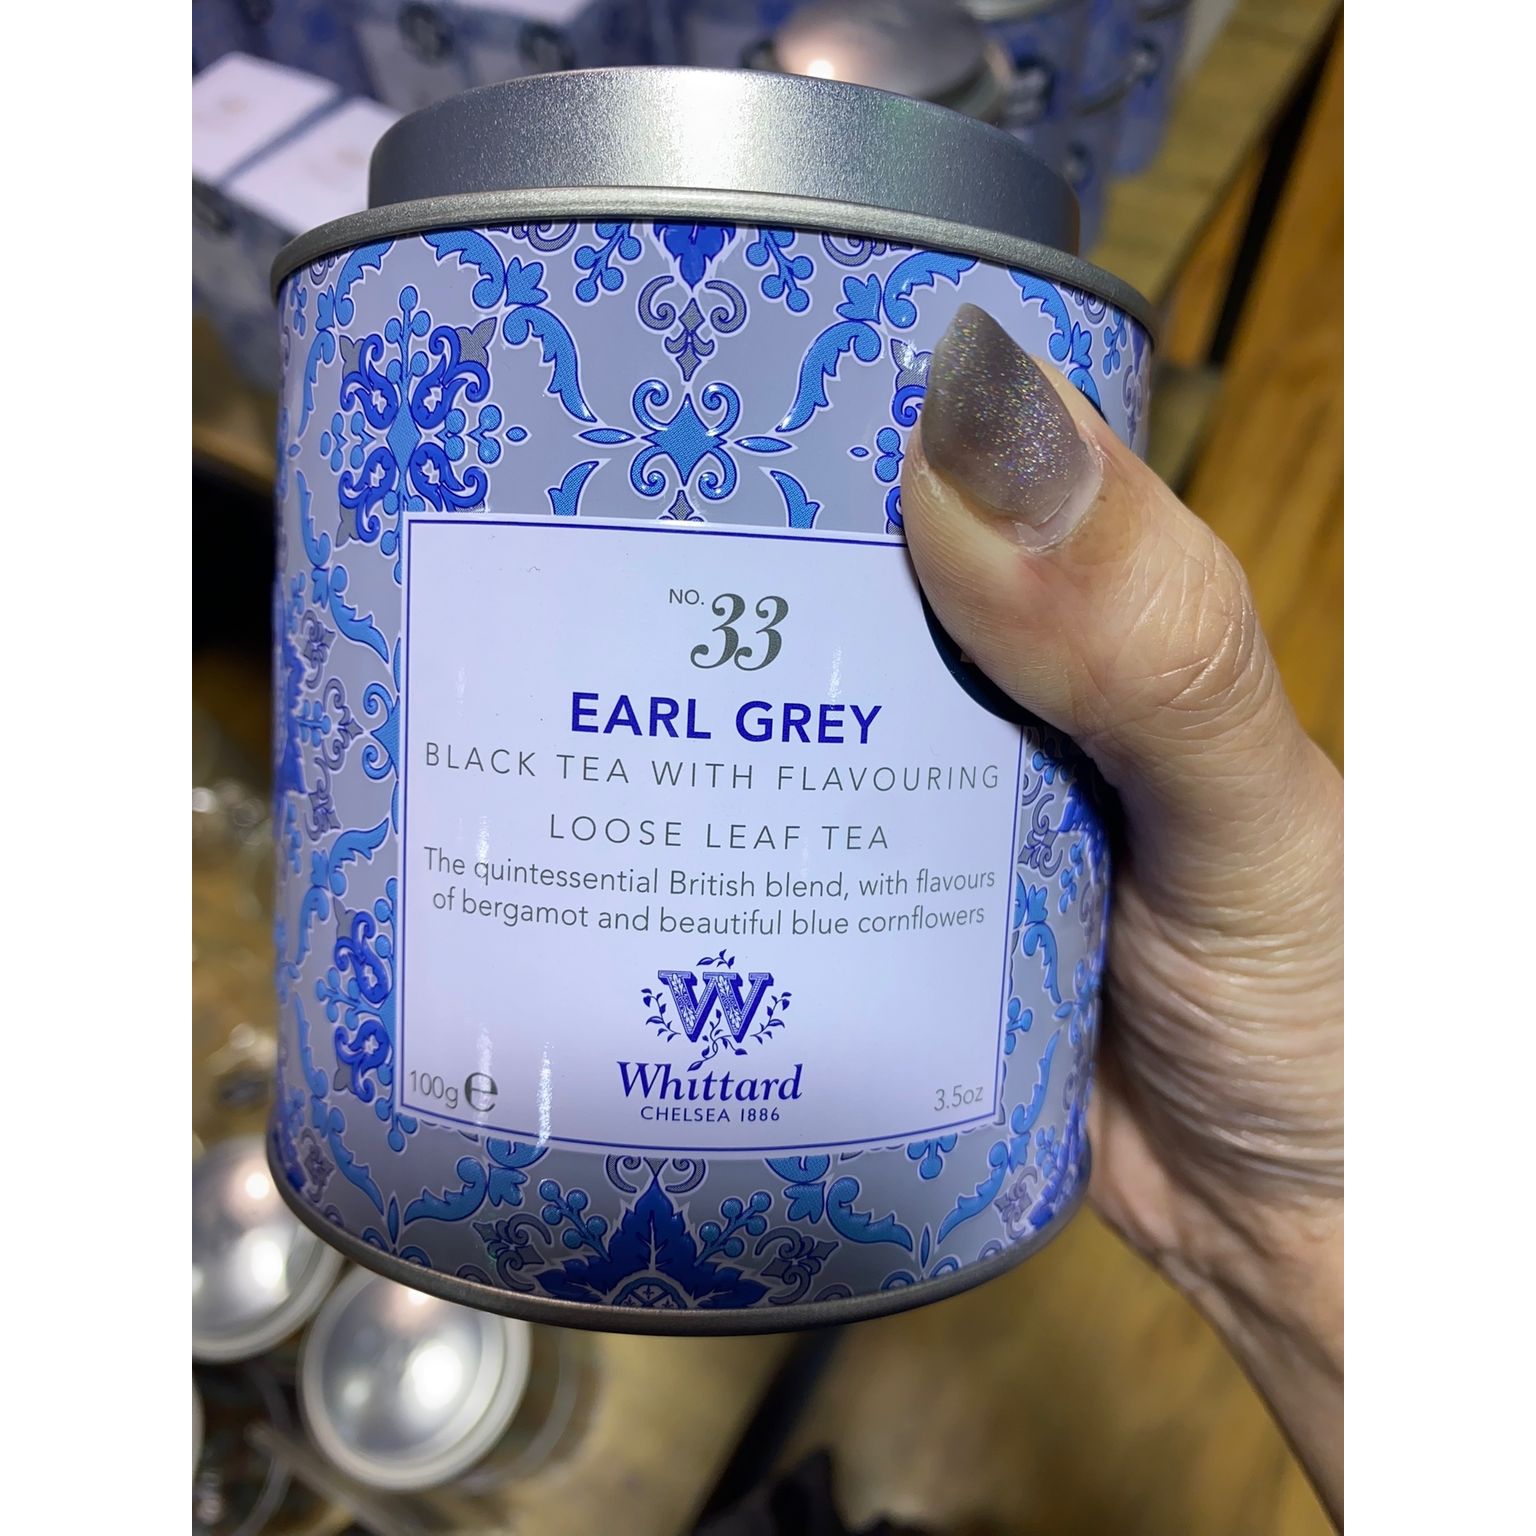 NO. 33
EARL GREY
BLACK TEA WITH FLAVOURING
LOOSE LEAF TEA
The quintessential British blend, with flavours
of bergamot and beautiful blue cornflowers
W
Whittard
CHELSEA 1886
100g e
3.5oz